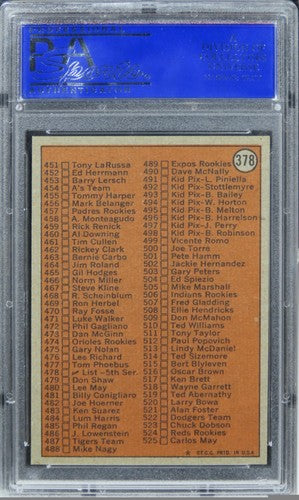 PSA
378
451 Tony LaRussa
452 Ed Herrmann
453 Barry Lersch
454 A's Team
455 Tommy Harper
456 Mark Belanger
457 Padres Rookies
458 A. Monteagudo
459 Rick Renick
460 Al Downing
461 Tim Cullen
462 Rickey Clark
463 Bernie Carbo
464 Jim Roland
465 Gil Hodges
466 Norm Miller
467 Steve Kline
468 R. Scheinblum
469 Ron Herbel
470 Ray Fosse
471 Luke Walker
472 Phil Gagliano
473 Dan McGinn
474 Orioles Rookies
475 Gary Nolan
476 Lee Richard
477 Tom Phoebus
478 List-5th Ser.
479 Don Shaw
480 Lee May
481 Billy Conigliaro
482 Joe Hoerner
483 Ken Suarez
484 Lum Harris
485 Phil Regan
486 J. Lowenstein
487 Tigers Team
488 Mike Nagy
489 Expos Rookies
490 Dave McNally
491 Kid Pix-L. Piniella
492 Kid Pix-Stottlemyre
493 Kid Pix-B. Bailey
494 Kid Pix-W. Horton
495 Kid Pix-B. Melton
496 Kid Pix-B. Harrelson
497 Kid Pix-J. Perry
498 Kid Pix-B. Robinson
499 Vicente Romo
500 Joe Torre
501 Pete Hamm
502 Jackie Hernandez
503 Gary Peters
504 Ed Spiezio
505 Mike Marshall
506 Indians Rookies
507 Fred Gladding
508 Ellie Hendricks
509 Don McMahon
510 Ted Williams
511 Tony Taylor
512 Paul Popovich
513 Lindy McDaniel
514 Ted Sizemore
515 Bert Blyleven
516 Oscar Brown
517 Ken Brett
518 Wayne Garrett
519 Ted Abernathy
520 Larry Bowa
521 Alan Foster
522 Dodgers Team
523 Chuck Dobson
524 Reds Rookies
525 Carlos May
★ ©T.C.G. PRTD. IN U.S.A.